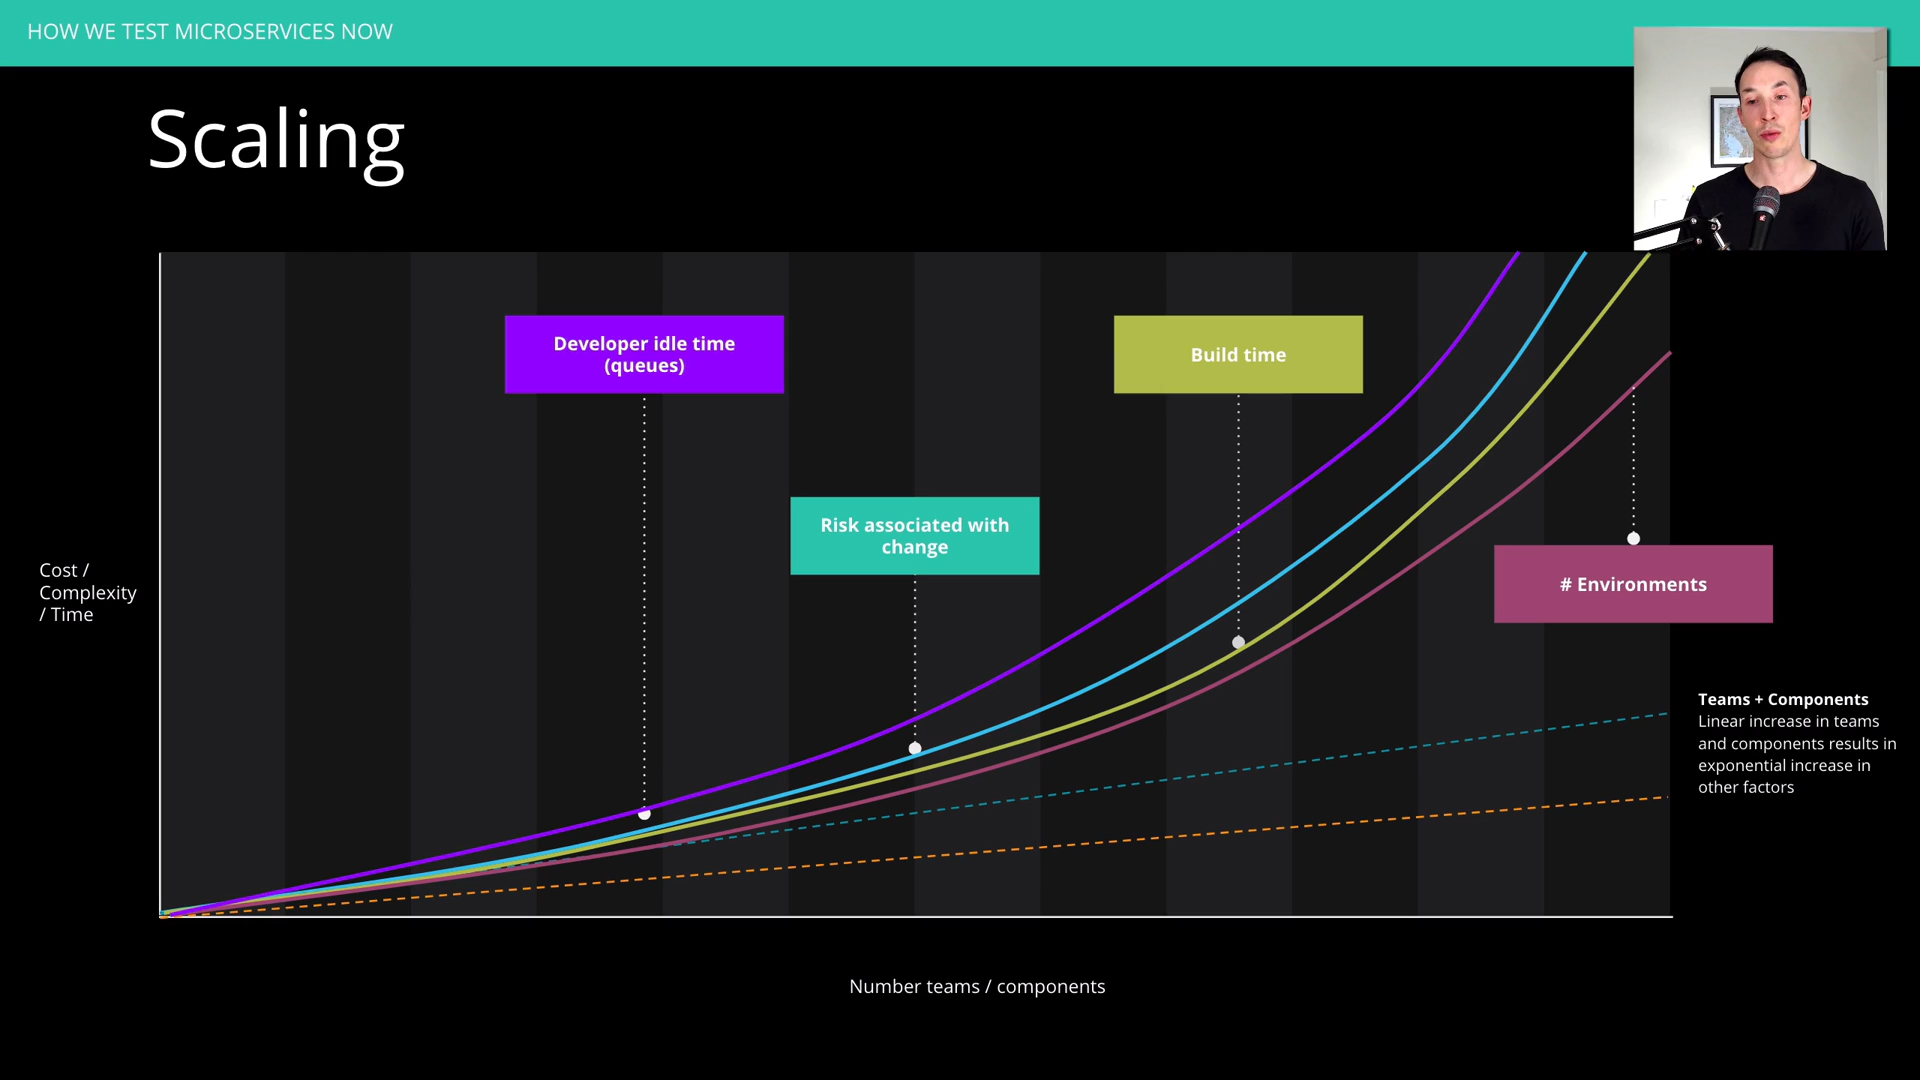 HOW WE TEST MICROSERVICES NOW
Scaling
Developer idle time
(queues)
Build time
Risk associated with
change
Cost /
Complexity
/ Time
# Environments
Teams + Components
Linear increase in teams
and components results in
exponential increase in
other factors
Number teams / components